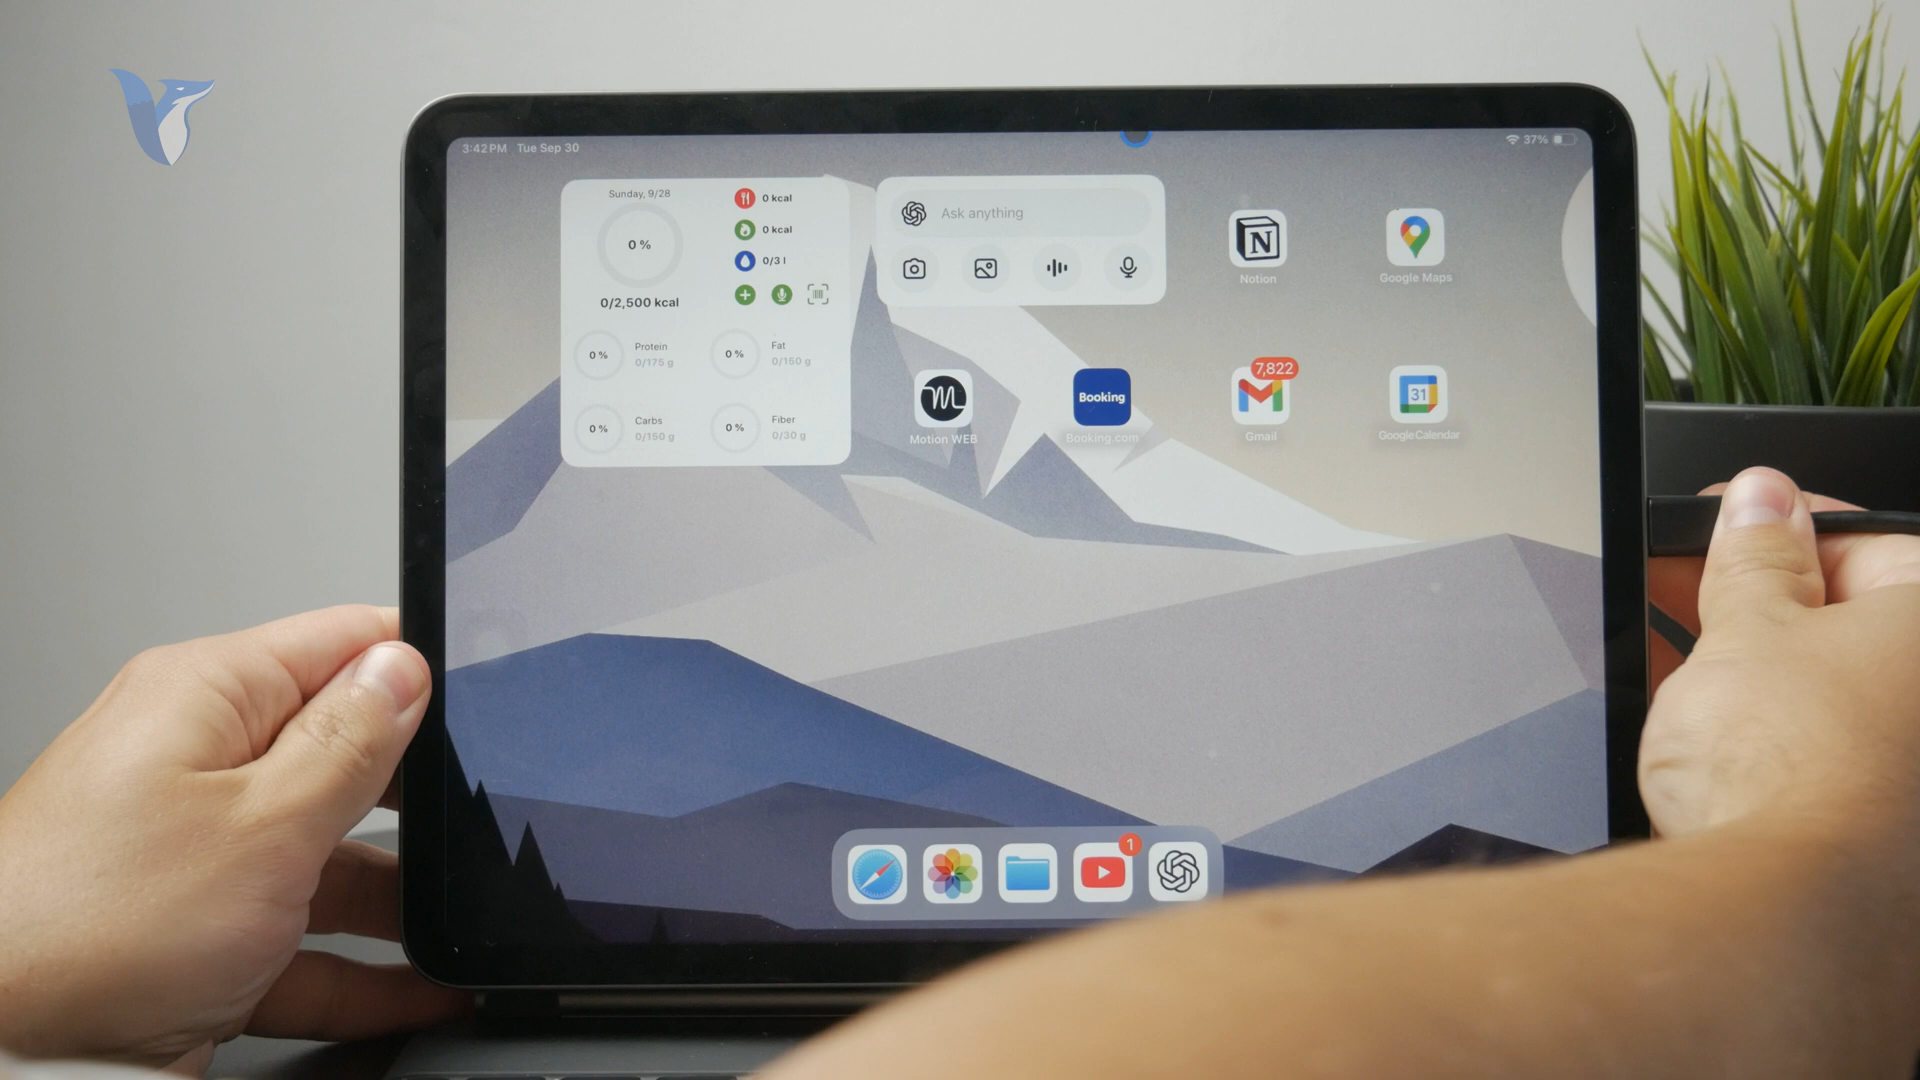 3:42 PM Tue Sep 30
37%
Sunday, 9/28
0 %
0/2,500 kcal
0 kcal
0 kcal
0/3 l
0 %
Protein
0/175 g
0 %
Fat
0/150 g
0 %
Carbs
0/150 g
0 %
Fiber
0/30 g
Ask anything
N
Notion
Google Maps
Motion WEB
Booking
Booking.com
7,822
Gmail
31
Google Calendar
1